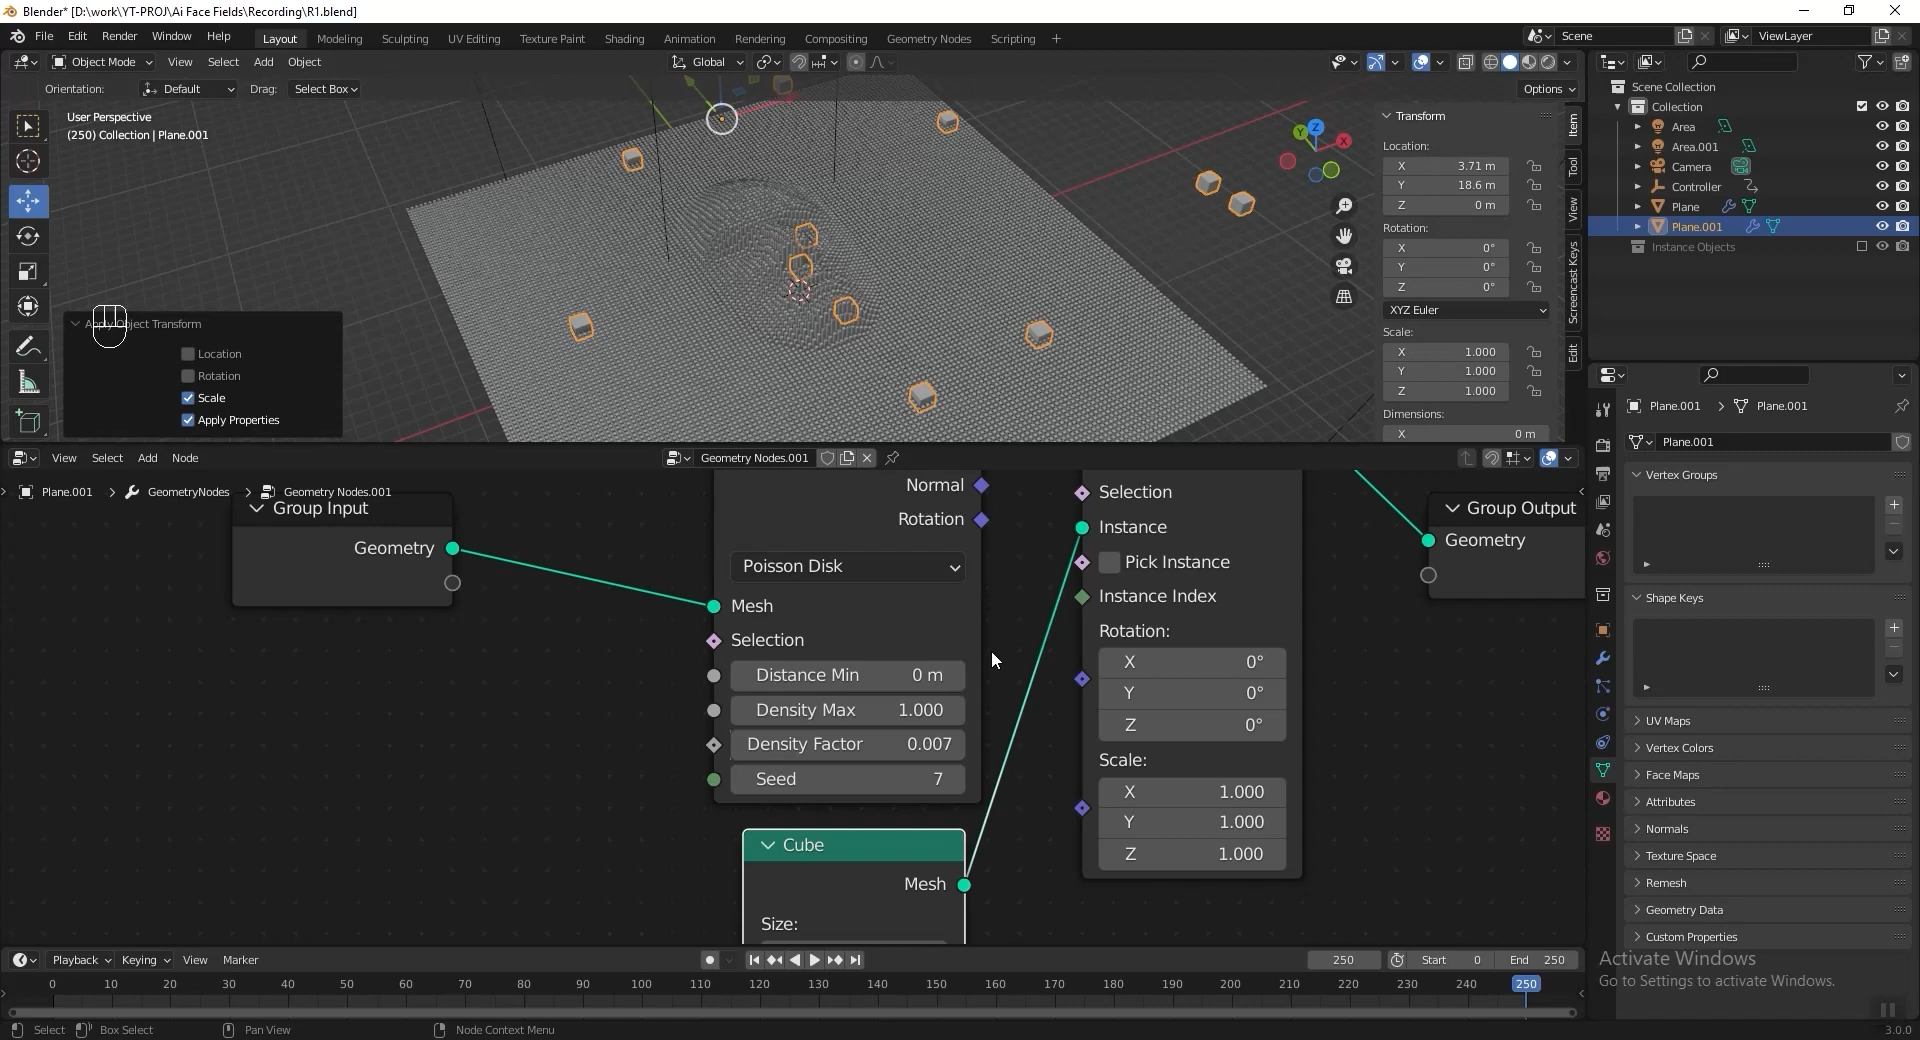 Blender* [D:\work\YT-PROJ\Ai Face Fields\Recording\R1.blend]
File Edit Render Window Help Layout Modeling Sculpting UV Editing Texture Paint Shading Animation Rendering Compositing Geometry Nodes Scripting + Scene ViewLayer
Object Mode View Select Add Object Global
Orientation: Default Drag: Select Box Options
User Perspective
(250) Collection | Plane.001
Apply Object Transform
Location
Rotation
Scale
Apply Properties
Z
Y
X
Transform
Location:
X 3.71 m
Y 18.6 m
Z 0 m
Rotation:
X 0°
Y 0°
Z 0°
XYZ Euler
Scale:
X 1.000
Y 1.000
Z 1.000
Dimensions:
X 0 m
Item
Tool
View
Screencast Keys
Edit
Scene Collection
Collection
Area
Area.001
Camera
Controller
Plane
Plane.001
Instance Objects
View Select Add Node Geometry Nodes.001
Plane.001 > GeometryNodes > Geometry Nodes.001
Group Input
Geometry
Normal
Rotation
Poisson Disk
Mesh
Selection
Distance Min 0 m
Density Max 1.000
Density Factor 0.007
Seed 7
Cube
Mesh
Size:
Selection
Instance
Pick Instance
Instance Index
Rotation:
X 0°
Y 0°
Z 0°
Scale:
X 1.000
Y 1.000
Z 1.000
Group Output
Geometry
Plane.001 > Plane.001
Plane.001
Vertex Groups
Shape Keys
UV Maps
Vertex Colors
Face Maps
Attributes
Normals
Texture Space
Remesh
Geometry Data
Custom Properties
Activate Windows
Go to Settings to activate Windows.
Playback Keying View Marker 250 Start 0 End 250
0 10 20 30 40 50 60 70 80 90 100 110 120 130 140 150 160 170 180 190 200 210 220 230 240 250
Select Box Select Pan View Node Context Menu 3.0.0